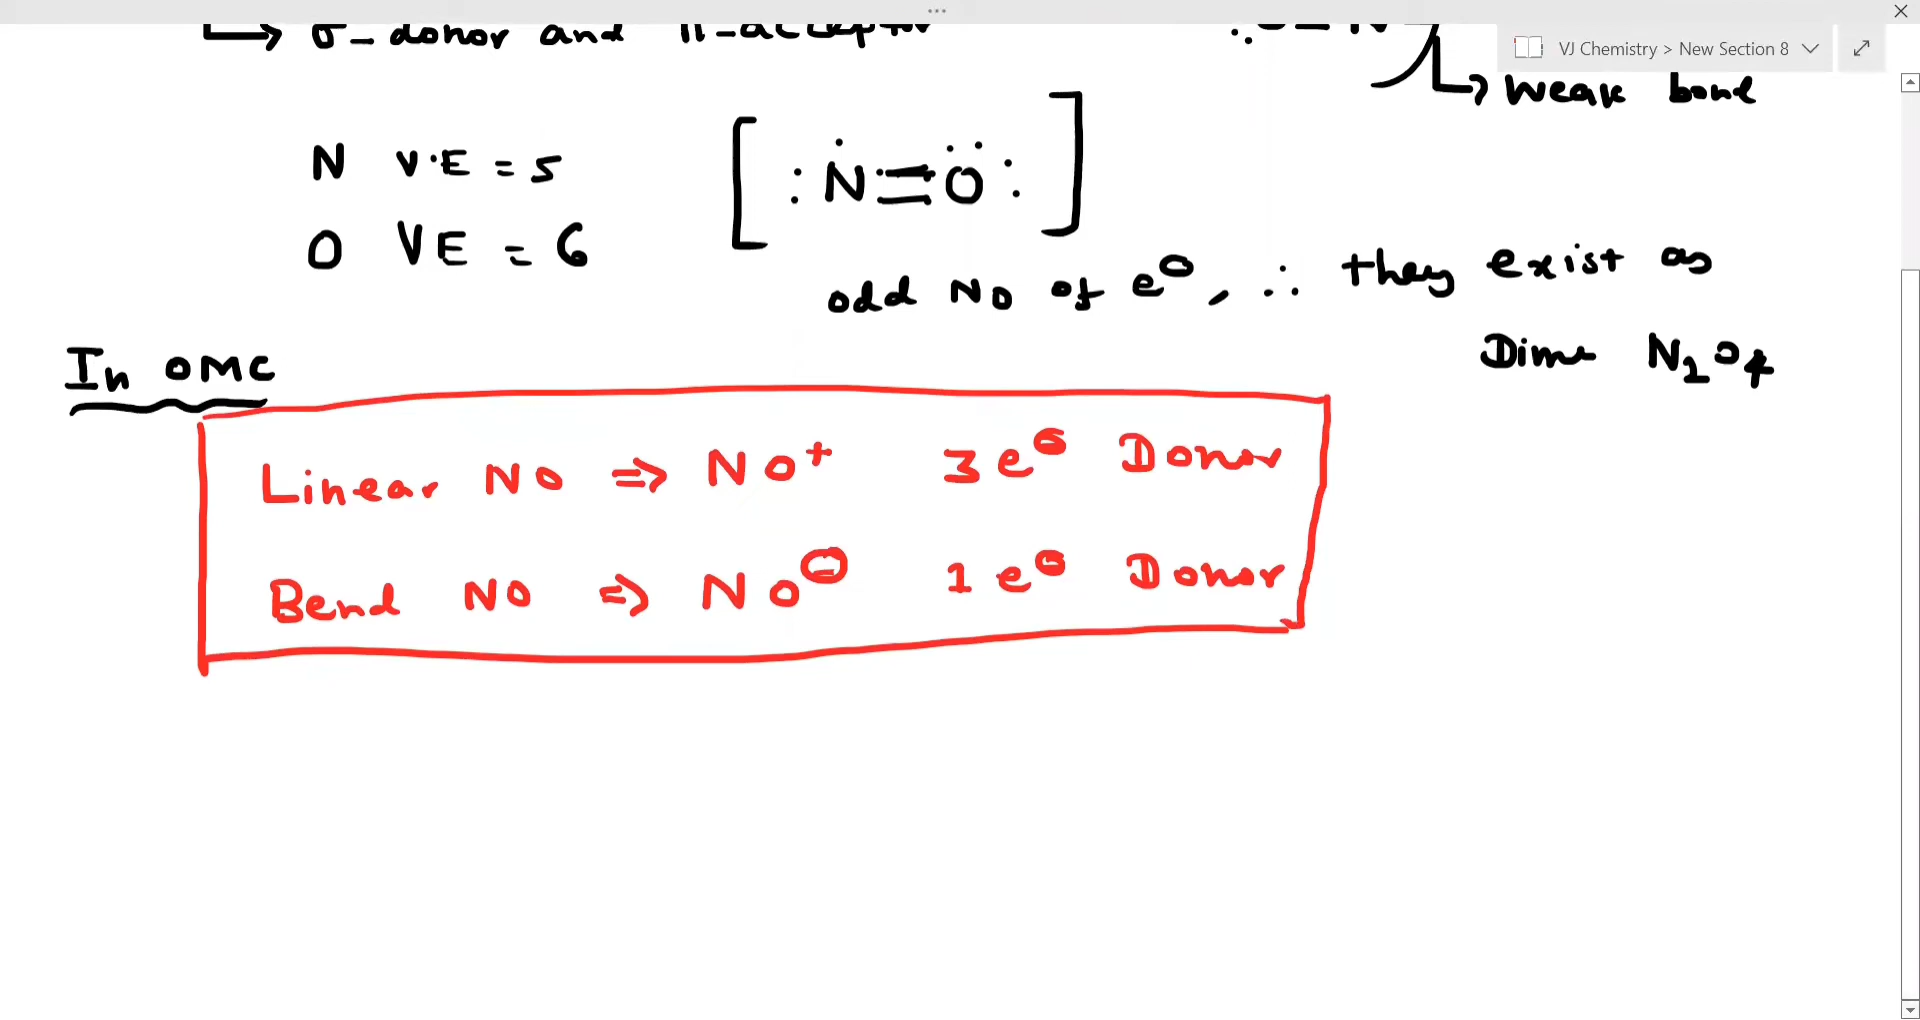 σ-donor and π-acceptor
VJ Chemistry > New Section 8
Weak bond
N V.E = 5
[:N=O:]
O VE = 6
odd No of e⊖, ∴ they exist as
Dime N2O4
In OMC
Linear NO ⇒ NO+ 3e⊖ Donor
Bend NO ⇒ NO⊖ 1e⊖ Donor